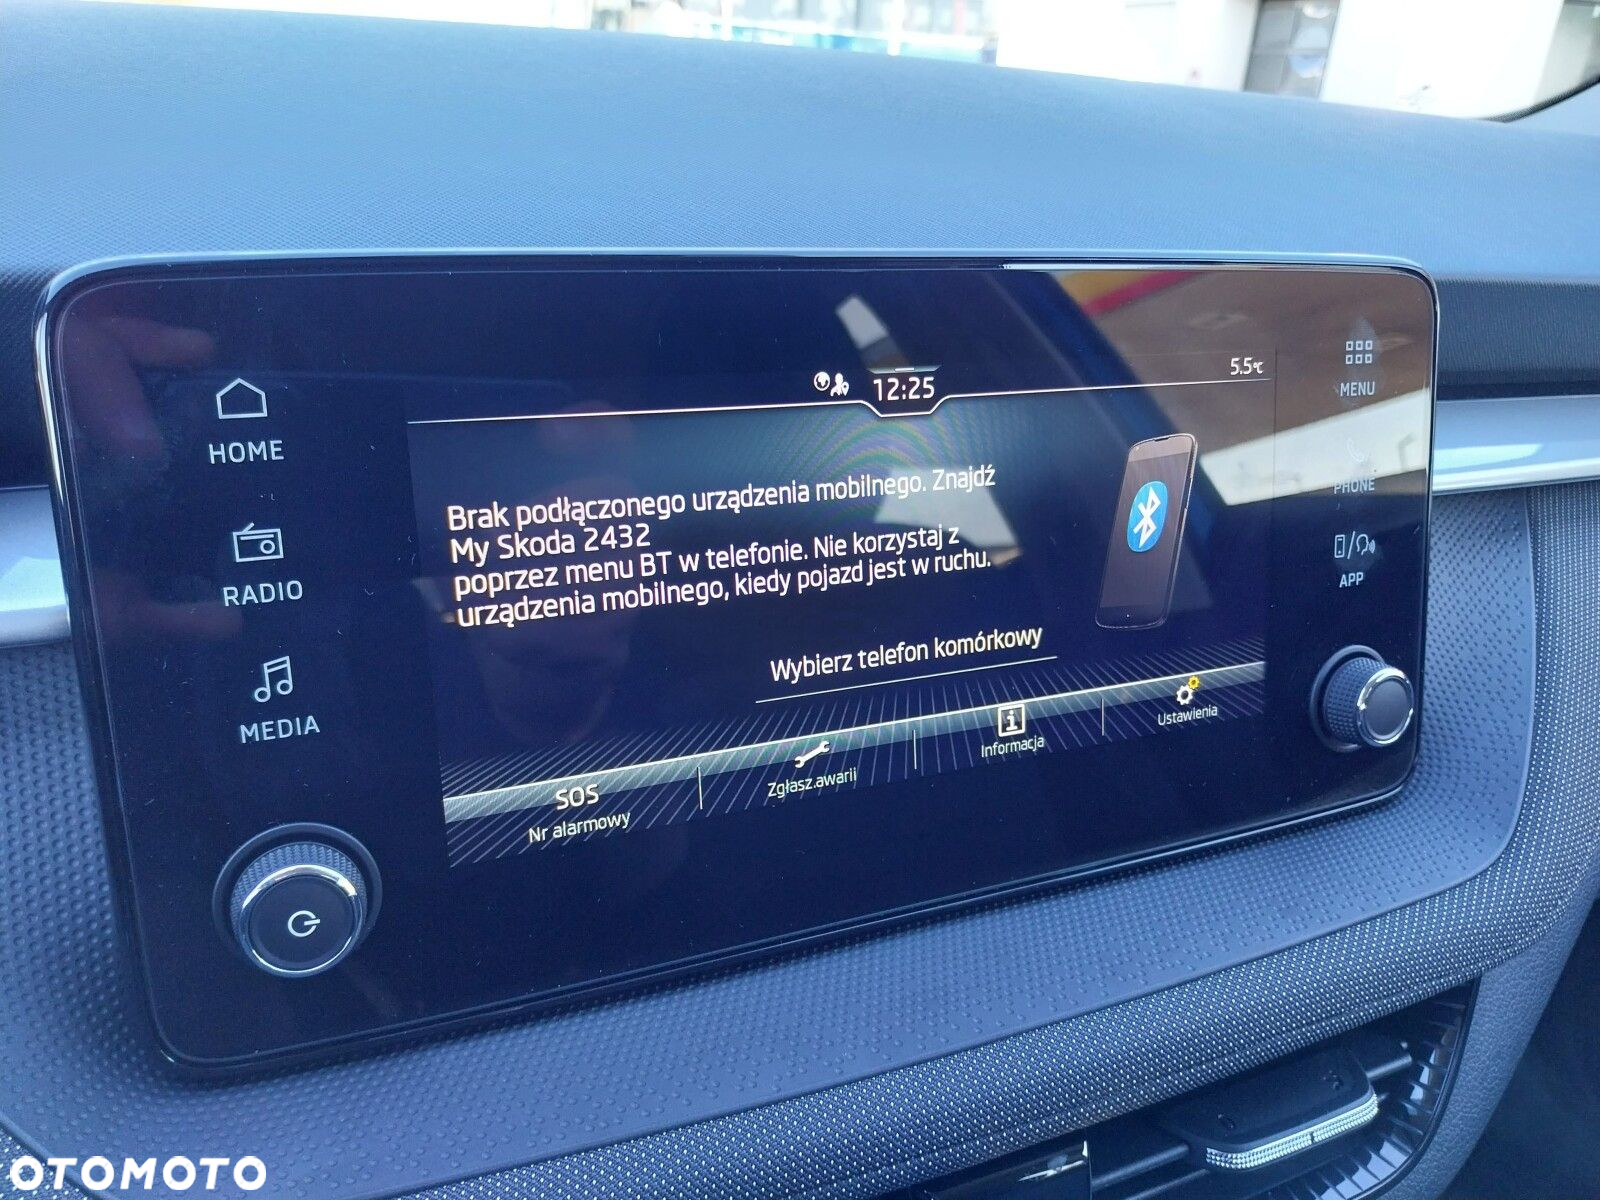 12:25
5.5°C
HOME
RADIO
MEDIA
Brak podłączonego urządzenia mobilnego. Znajdź
My Skoda 2432
poprzez menu BT w telefonie. Nie korzystaj z
urządzenia mobilnego, kiedy pojazd jest w ruchu.
Wybierz telefon komórkowy
SOS
Nr alarmowy
Zgłasz.awarii
Informacja
Ustawienia
MENU
PHONE
APP
OTOMOTO